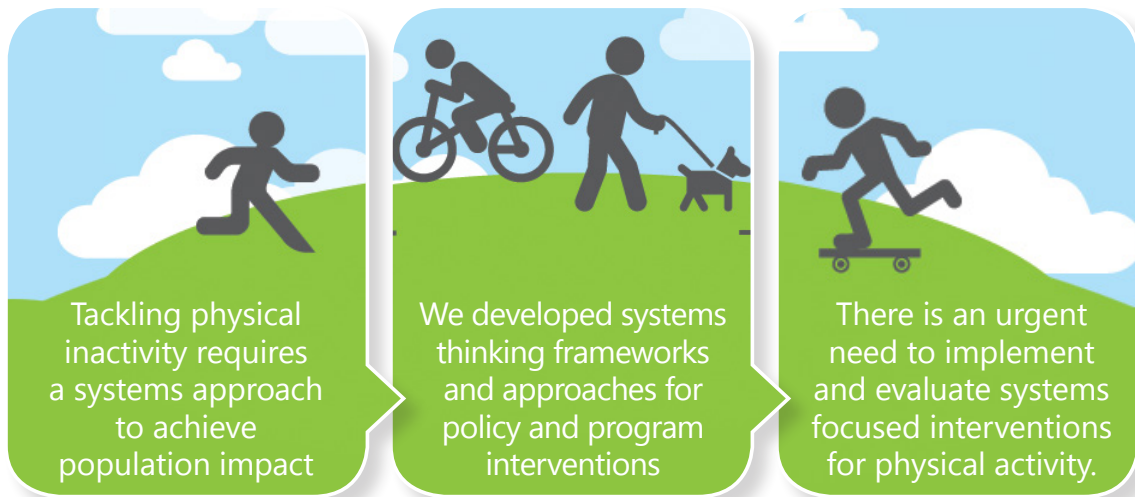 Tackling physical
inactivity requires
a systems approach
to achieve
population impact
We developed systems
thinking frameworks
and approaches for
policy and program
interventions
There is an urgent
need to implement
and evaluate systems
focused interventions
for physical activity.